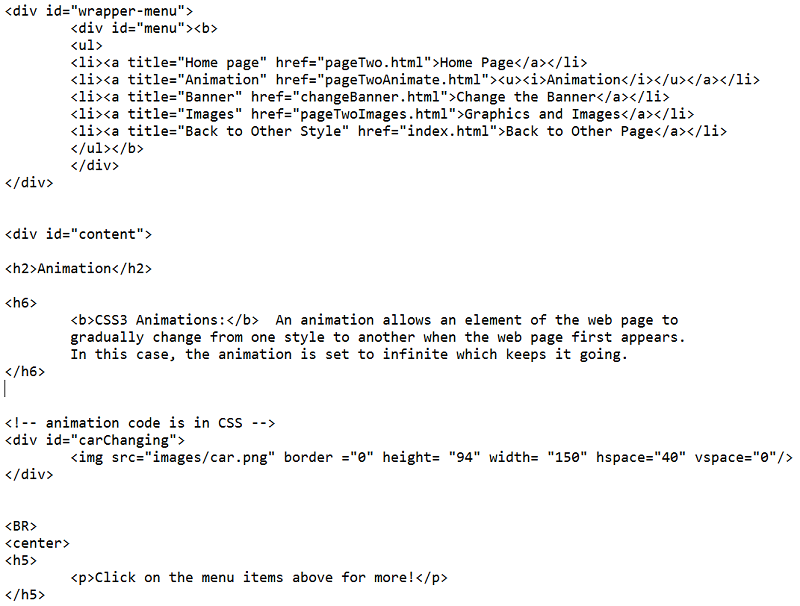 <div id="wrapper-menu">
<div id="menu"><b>
<ul>
<li><a title="Home page" href="pageTwo.html">Home Page</a></li>
<li><a title="Animation" href="pageTwoAnimate.html"><u><i>Animation</i></u></a></li>
<li><a title="Banner" href="changeBanner.html">Change the Banner</a></li>
<li><a title="Images" href="pageTwoImages.html">Graphics and Images</a></li>
<li><a title="Back to Other Style" href="index.html">Back to Other Page</a></li>
</ul></b>
</div>
</div>
<div id="content">
<h2>Animation</h2>
<h6>
<b>CSS3 Animations:</b>  An animation allows an element of the web page to
gradually change from one style to another when the web page first appears.
In this case, the animation is set to infinite which keeps it going.
</h6>
<!-- animation code is in CSS -->
<div id="carChanging">
<img src="images/car.png" border ="0" height= "94" width= "150" hspace="40" vspace="0"/>
</div>
<BR>
<center>
<h5>
<p>Click on the menu items above for more!</p>
</h5>